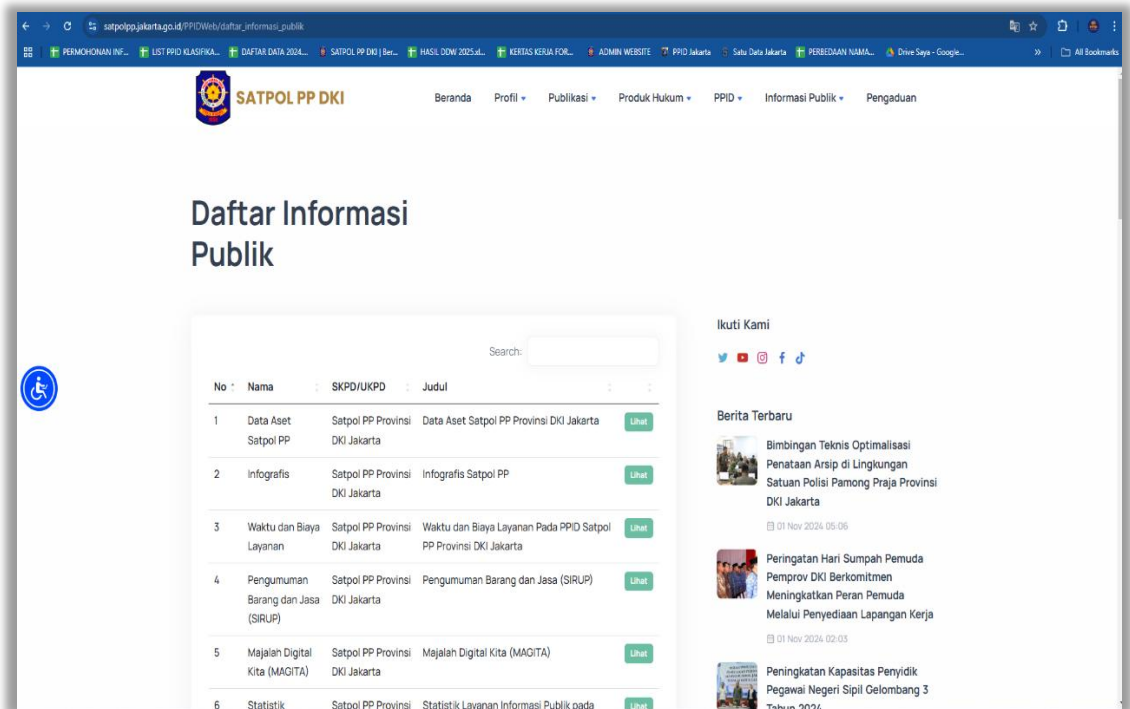 satpolpp.jakarta.go.id/PPIDWeb/daftar_informasi_publik
PERMOHONAN INF... LIST PPID KLASIFIKA... DAFTAR DATA 2024.... SATPOL PP DKI | Ber... HASIL DDW 2025.xl... KERTAS KERJA FOR... ADMIN WEBSITE PPID Jakarta Satu Data Jakarta PERBEDAAN NAMA... Drive Saya - Google... » All Bookmarks
SATPOL PP DKI Beranda Profil Publikasi Produk Hukum PPID Informasi Publik Pengaduan
Daftar Informasi
Publik
Search:
No Nama SKPD/UKPD Judul
1 Data Aset Satpol PP Provinsi Data Aset Satpol PP Provinsi DKI Jakarta Lihat
Satpol PP DKI Jakarta
2 Infografis Satpol PP Provinsi Infografis Satpol PP Lihat
DKI Jakarta
3 Waktu dan Biaya Satpol PP Provinsi Waktu dan Biaya Layanan Pada PPID Satpol Lihat
Layanan DKI Jakarta PP Provinsi DKI Jakarta
4 Pengumuman Satpol PP Provinsi Pengumuman Barang dan Jasa (SIRUP) Lihat
Barang dan Jasa DKI Jakarta
(SIRUP)
5 Majalah Digital Satpol PP Provinsi Majalah Digital Kita (MAGITA) Lihat
Kita (MAGITA) DKI Jakarta
6 Statistik Satpol PP Provinsi Statistik Layanan Informasi Publik pada Lihat
Ikuti Kami
Berita Terbaru
Bimbingan Teknis Optimalisasi
Penataan Arsip di Lingkungan
Satuan Polisi Pamong Praja Provinsi
DKI Jakarta
01 Nov 2024 05:06
Peringatan Hari Sumpah Pemuda
Pemprov DKI Berkomitmen
Meningkatkan Peran Pemuda
Melalui Penyediaan Lapangan Kerja
01 Nov 2024 02:03
Peningkatan Kapasitas Penyidik
Pegawai Negeri Sipil Gelombang 3
Tahun 2024